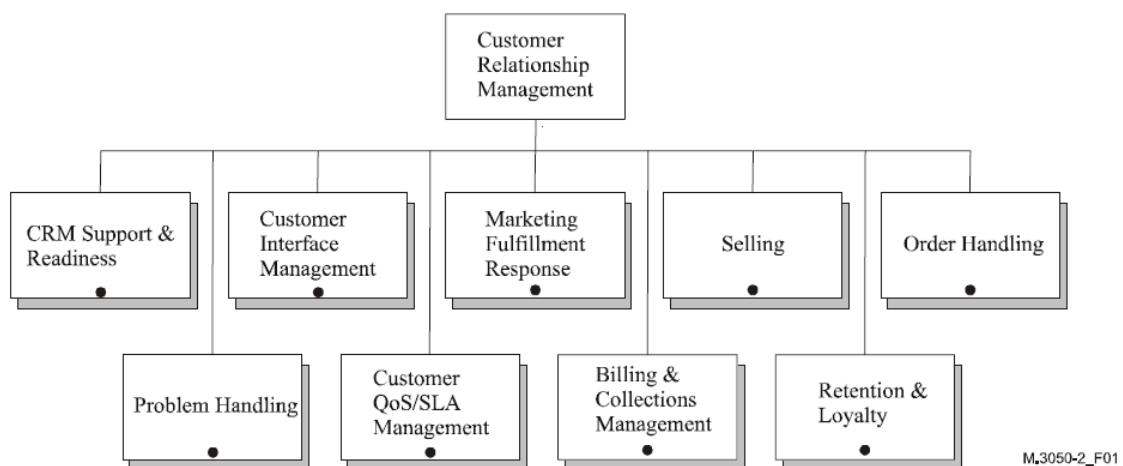 Customer
Relationship
Management
CRM Support &
Readiness
Customer
Interface
Management
Marketing
Fulfillment
Response
Selling
Order Handling
Problem Handling
Customer
QoS/SLA
Management
Billing &
Collections
Management
Retention &
Loyalty
M.3050-2_F01